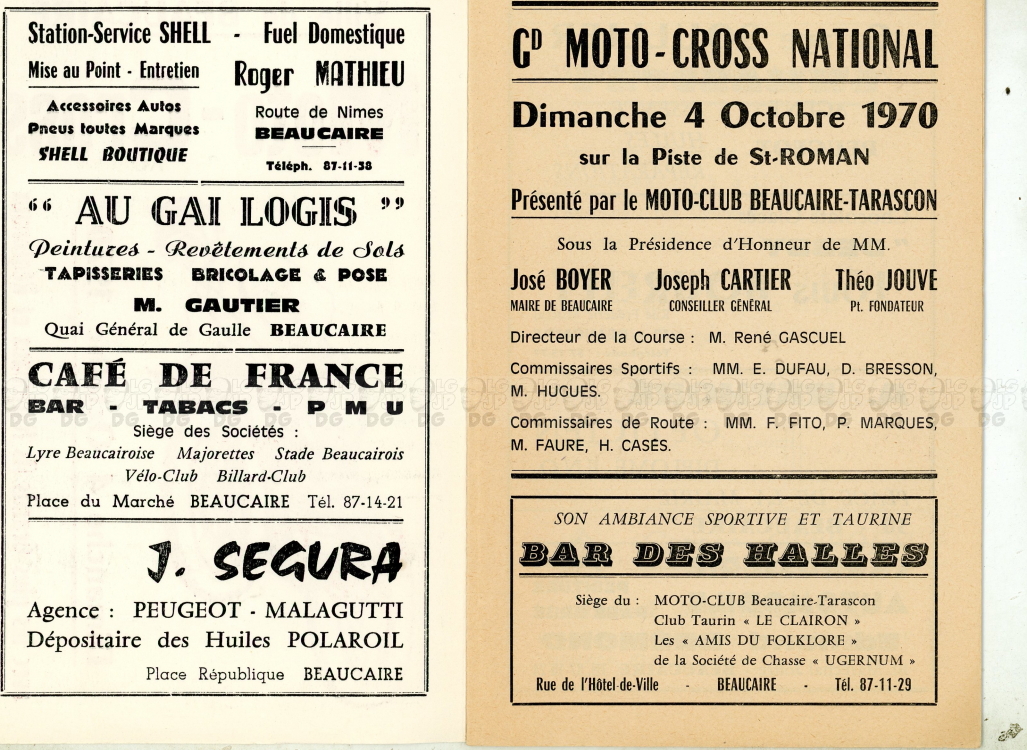 Station-Service SHELL - Fuel Domestique
Mise au Point - Entretien
Accessoires Autos
Pneus toutes Marques
SHELL BOUTIQUE
Roger MATHIEU
Route de Nimes
BEAUCAIRE
Téléph. 87-11-38
“ AU GAI LOGIS ”
Peintures - Revêtements de Sols
TAPISSERIES BRICOLAGE & POSE
M. GAUTIER
Quai Général de Gaulle BEAUCAIRE
CAFÉ DE FRANCE
BAR - TABACS - P M U
Siège des Sociétés :
Lyre Beaucairoise Majorettes Stade Beaucairois
Vélo-Club Billard-Club
Place du Marché BEAUCAIRE Tél. 87-14-21
J. SEGURA
Agence : PEUGEOT - MALAGUTTI
Dépositaire des Huiles POLAROIL
Place République BEAUCAIRE
GD MOTO-CROSS NATIONAL
Dimanche 4 Octobre 1970
sur la Piste de St-ROMAN
Présenté par le MOTO-CLUB BEAUCAIRE-TARASCON
Sous la Présidence d'Honneur de MM.
José BOYER Joseph CARTIER Théo JOUVE
MAIRE DE BEAUCAIRE CONSEILLER GÉNÉRAL Pt. FONDATEUR
Directeur de la Course : M. René GASCUEL
Commissaires Sportifs : MM. E. DUFAU, D. BRESSON,
M. HUGUES.
Commissaires de Route : MM. F. FITO, P. MARQUES,
M. FAURE, H. CASES.
SON AMBIANCE SPORTIVE ET TAURINE
BAR DES HALLES
Siège du : MOTO-CLUB Beaucaire-Tarascon
Club Taurin « LE CLAIRON »
Les « AMIS DU FOLKLORE »
de la Société de Chasse « UGERNUM »
Rue de l'Hôtel-de-Ville - BEAUCAIRE - Tél. 87-11-29